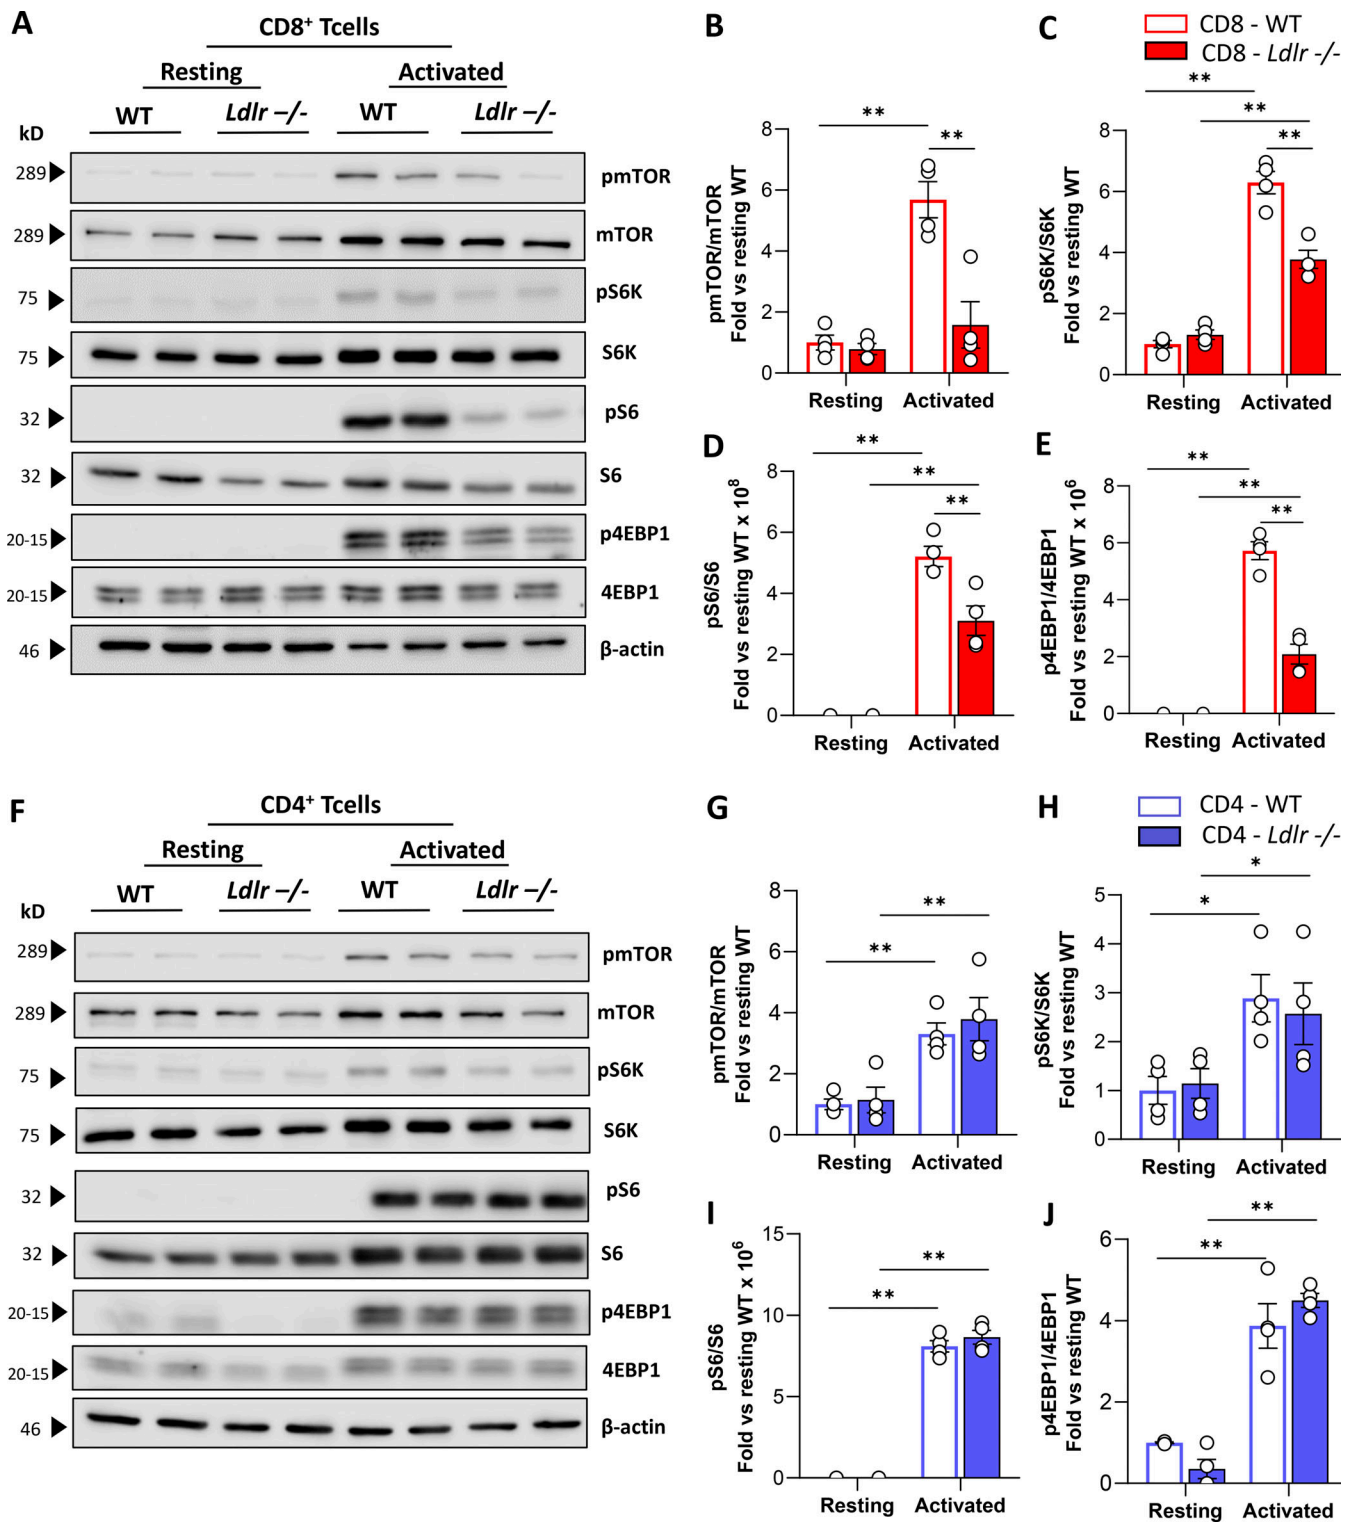 A
CD8⁺ Tcells
Resting
Activated
WT
Ldlr –/-
WT
Ldlr –/-
kD
289
pmTOR
289
mTOR
75
pS6K
75
S6K
32
pS6
32
S6
20-15
p4EBP1
20-15
4EBP1
46
β-actin
B
pmTOR/mTOR
Fold vs resting WT
8
6
4
2
0
**
**
Resting
Activated
C
CD8 - WT
CD8 - Ldlr -/-
pS6K/S6K
Fold vs resting WT
8
6
4
2
0
**
**
**
Resting
Activated
D
pS6/S6
Fold vs resting WT x 10⁸
8
6
4
2
0
**
**
**
Resting
Activated
E
p4EBP1/4EBP1
Fold vs resting WT x 10⁶
8
6
4
2
0
**
**
**
Resting
Activated
F
CD4⁺ Tcells
Resting
Activated
WT
Ldlr –/-
WT
Ldlr –/-
kD
289
pmTOR
289
mTOR
75
pS6K
75
S6K
32
pS6
32
S6
20-15
p4EBP1
20-15
4EBP1
46
β-actin
G
pmTOR/mTOR
Fold vs resting WT
8
6
4
2
0
**
**
Resting
Activated
H
CD4 - WT
CD4 - Ldlr -/-
pS6K/S6K
Fold vs resting WT
5
4
3
2
1
0
*
*
Resting
Activated
I
pS6/S6
Fold vs resting WT x 10⁶
15
10
5
0
**
**
Resting
Activated
J
p4EBP1/4EBP1
Fold vs resting WT
6
4
2
0
**
**
Resting
Activated